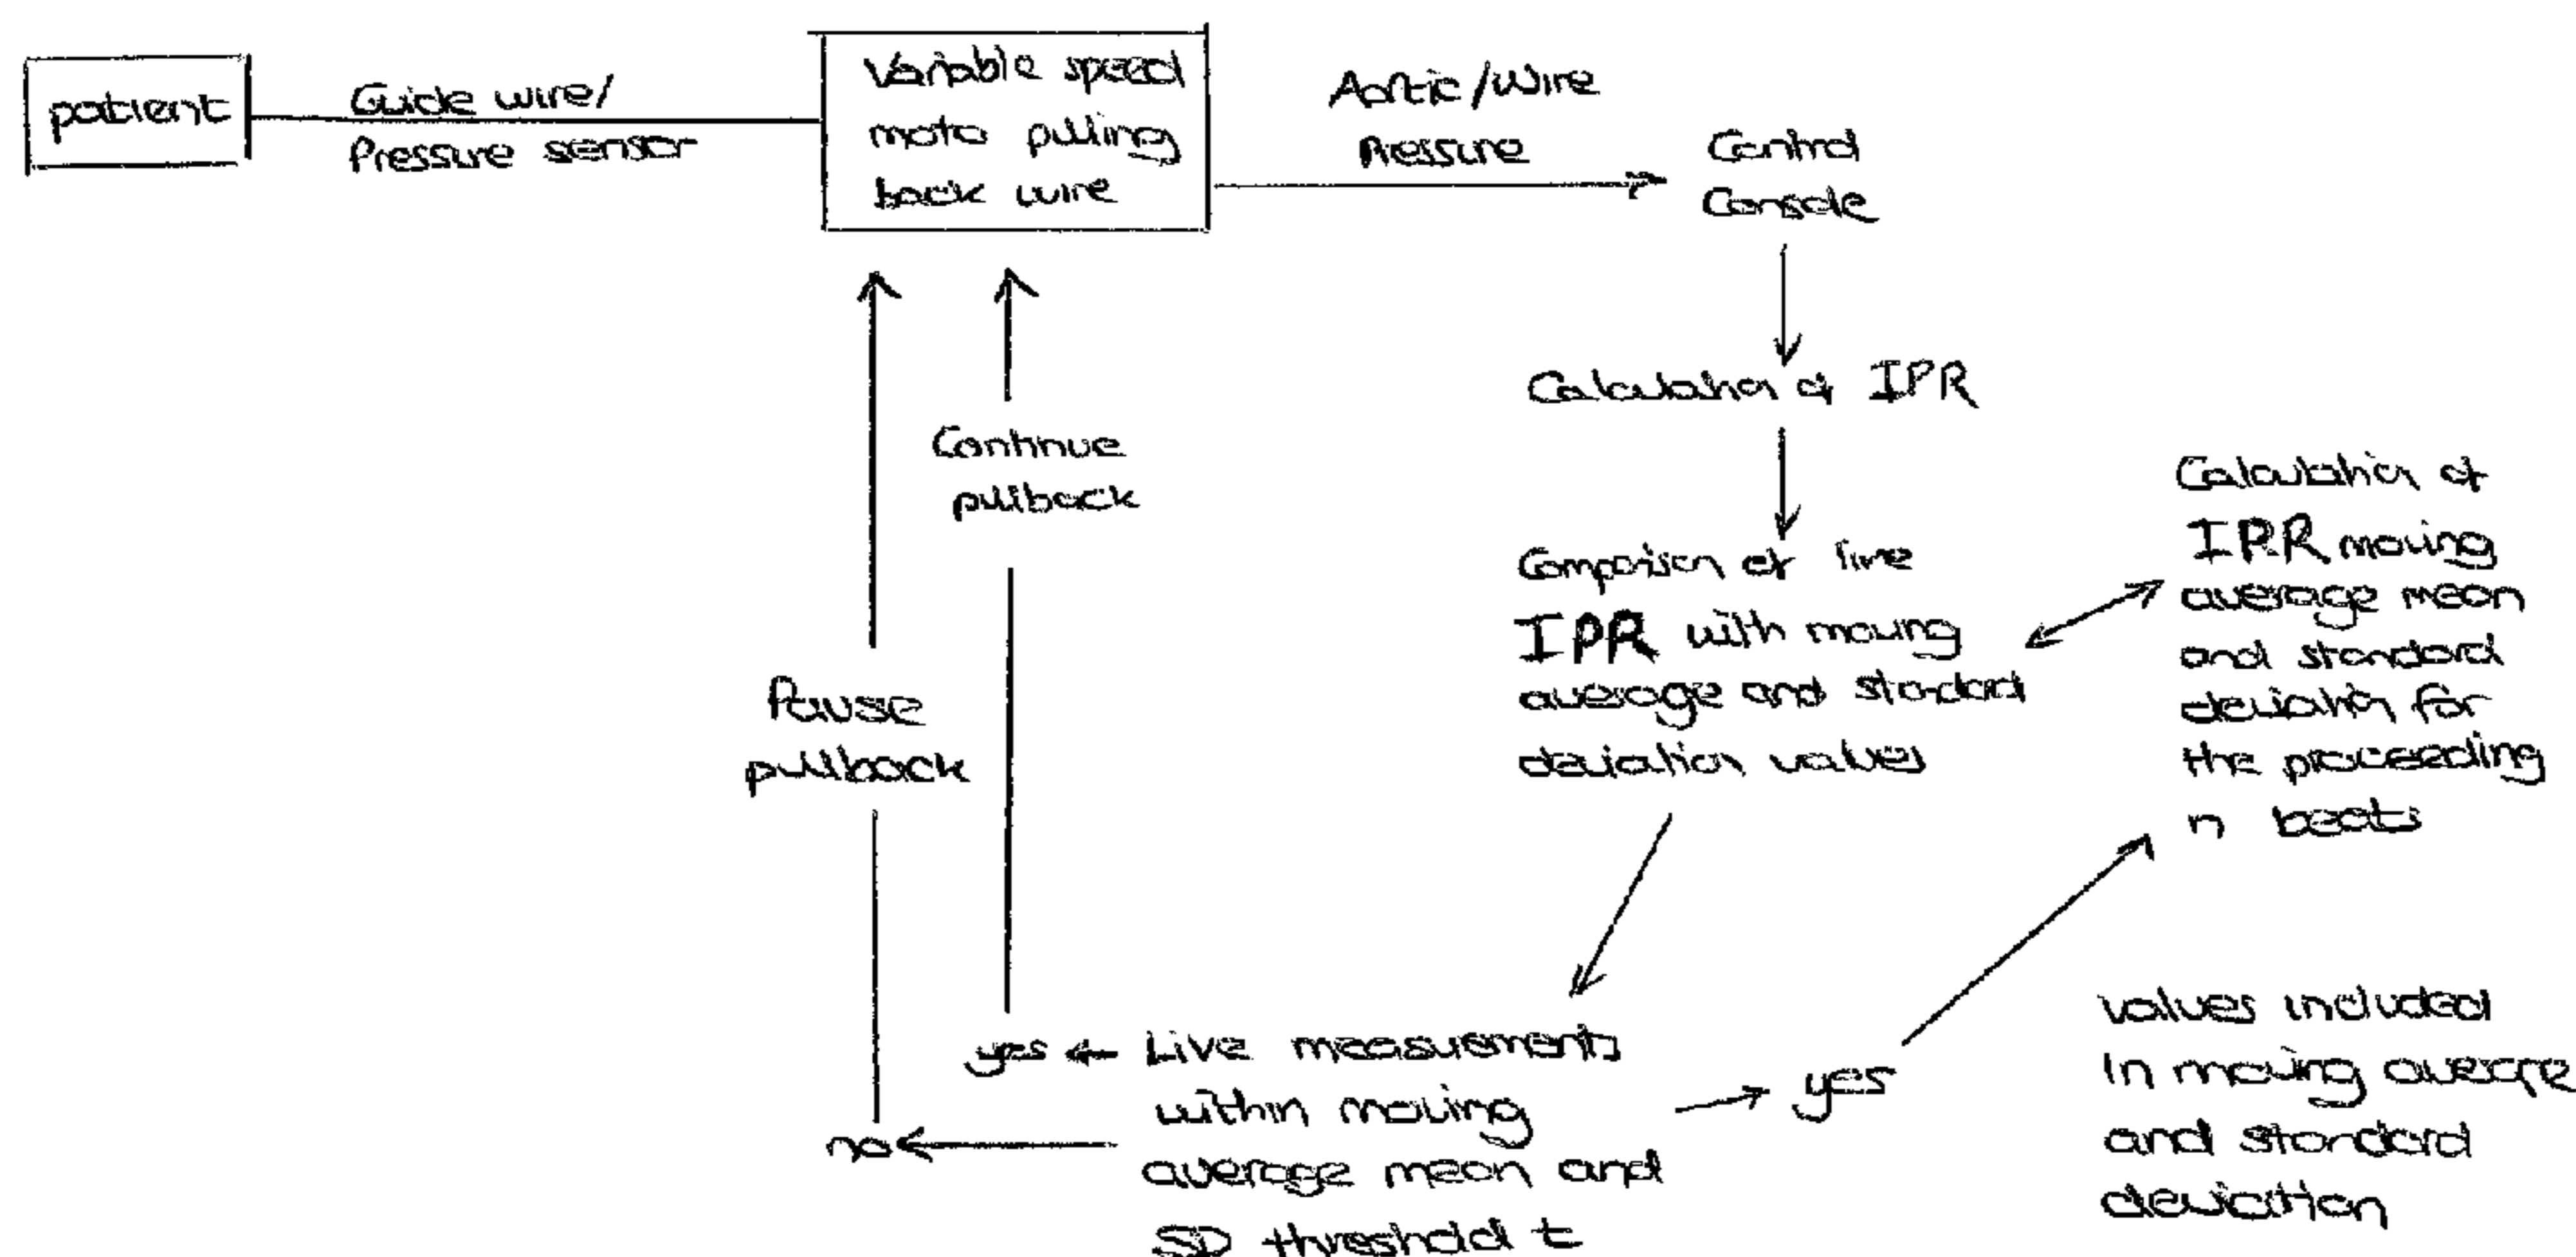 patient
Guide wire/
Pressure sensor
Variable speed
moto pulling
back wire
Aortic/Wire
Pressure
Control
Console
Calculation of IPR
Comparison of live
IPR with moving
average and standard
deviation values
Calculation of
IPR moving
average mean
and standard
deviation for
the proceeding
n beats
Continue
pullback
Pause
pullback
yes
Live measurments
within moving
average mean and
SD threshold t
no
yes
values included
In moving average
and standard
deviation